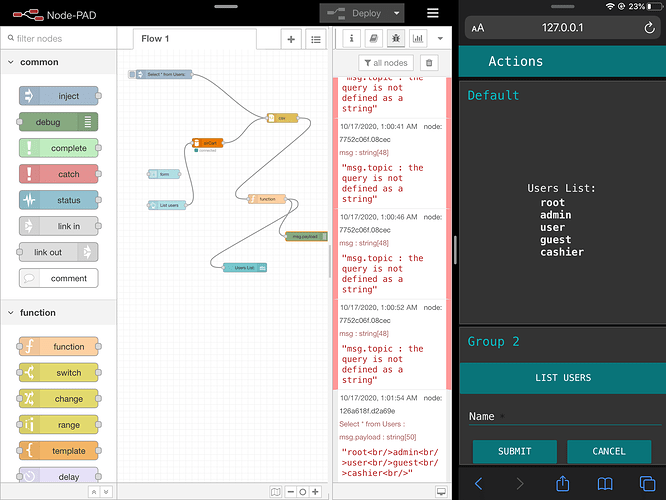 Node-PAD
Deploy
filter nodes
Flow 1
common
inject
debug
complete
catch
status
link in
link out
comment
function
function
switch
change
range
template
delay
Select * from Users:
csv
connected
form
List users
function
msg.payload
Users List:
i
all nodes
"msg.topic : the
query is not
defined as a
string"
10/17/2020, 1:00:41 AM node:
7752c06f.08cec
msg : string[48]
"msg.topic : the
query is not
defined as a
string"
10/17/2020, 1:00:46 AM node:
7752c06f.08cec
msg : string[48]
"msg.topic : the
query is not
defined as a
string"
10/17/2020, 1:00:52 AM node:
7752c06f.08cec
msg : string[48]
"msg.topic : the
query is not
defined as a
string"
10/17/2020, 1:01:54 AM node:
126a618f.d2a69e
Select * from Users :
msg.payload : string[50]
"root<br/>admin<br
/>user<br/>guest<b
r/>cashier<br/>"
23%
AA
127.0.0.1
Actions
Default
Users List:
root
admin
user
guest
cashier
Group 2
LIST USERS
Name *
SUBMIT
CANCEL